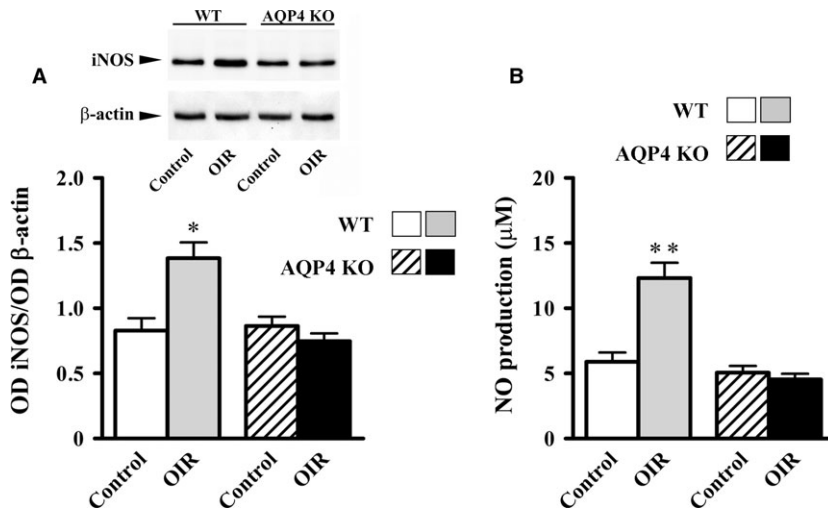 WT AQP4 KO
iNOS
A
β-actin
Control OIR Control OIR
2.0
1.5
1.0
0.5
0
OD iNOS/OD β-actin
*
WT
AQP4 KO
Control OIR Control OIR
B
WT
AQP4 KO
20
15
10
5
0
NO production (μM)
**
Control OIR Control OIR